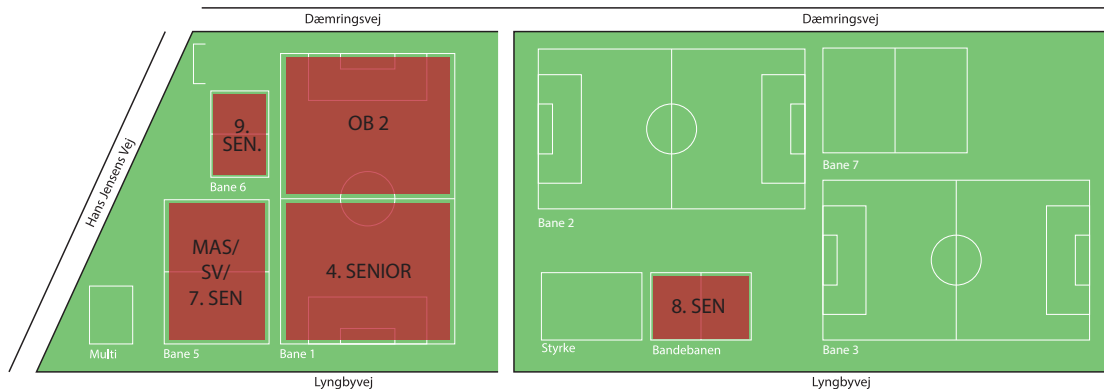 Dæmringsvej
Dæmringsvej
Hans Jensens Vej
9.
SEN.
Bane 6
OB 2
MAS/
SV/
7. SEN
4. SENIOR
Multi
Bane 5
Bane 1
Lyngbyvej
Bane 2
Bane 7
8. SEN
Styrke
Bandebanen
Bane 3
Lyngbyvej